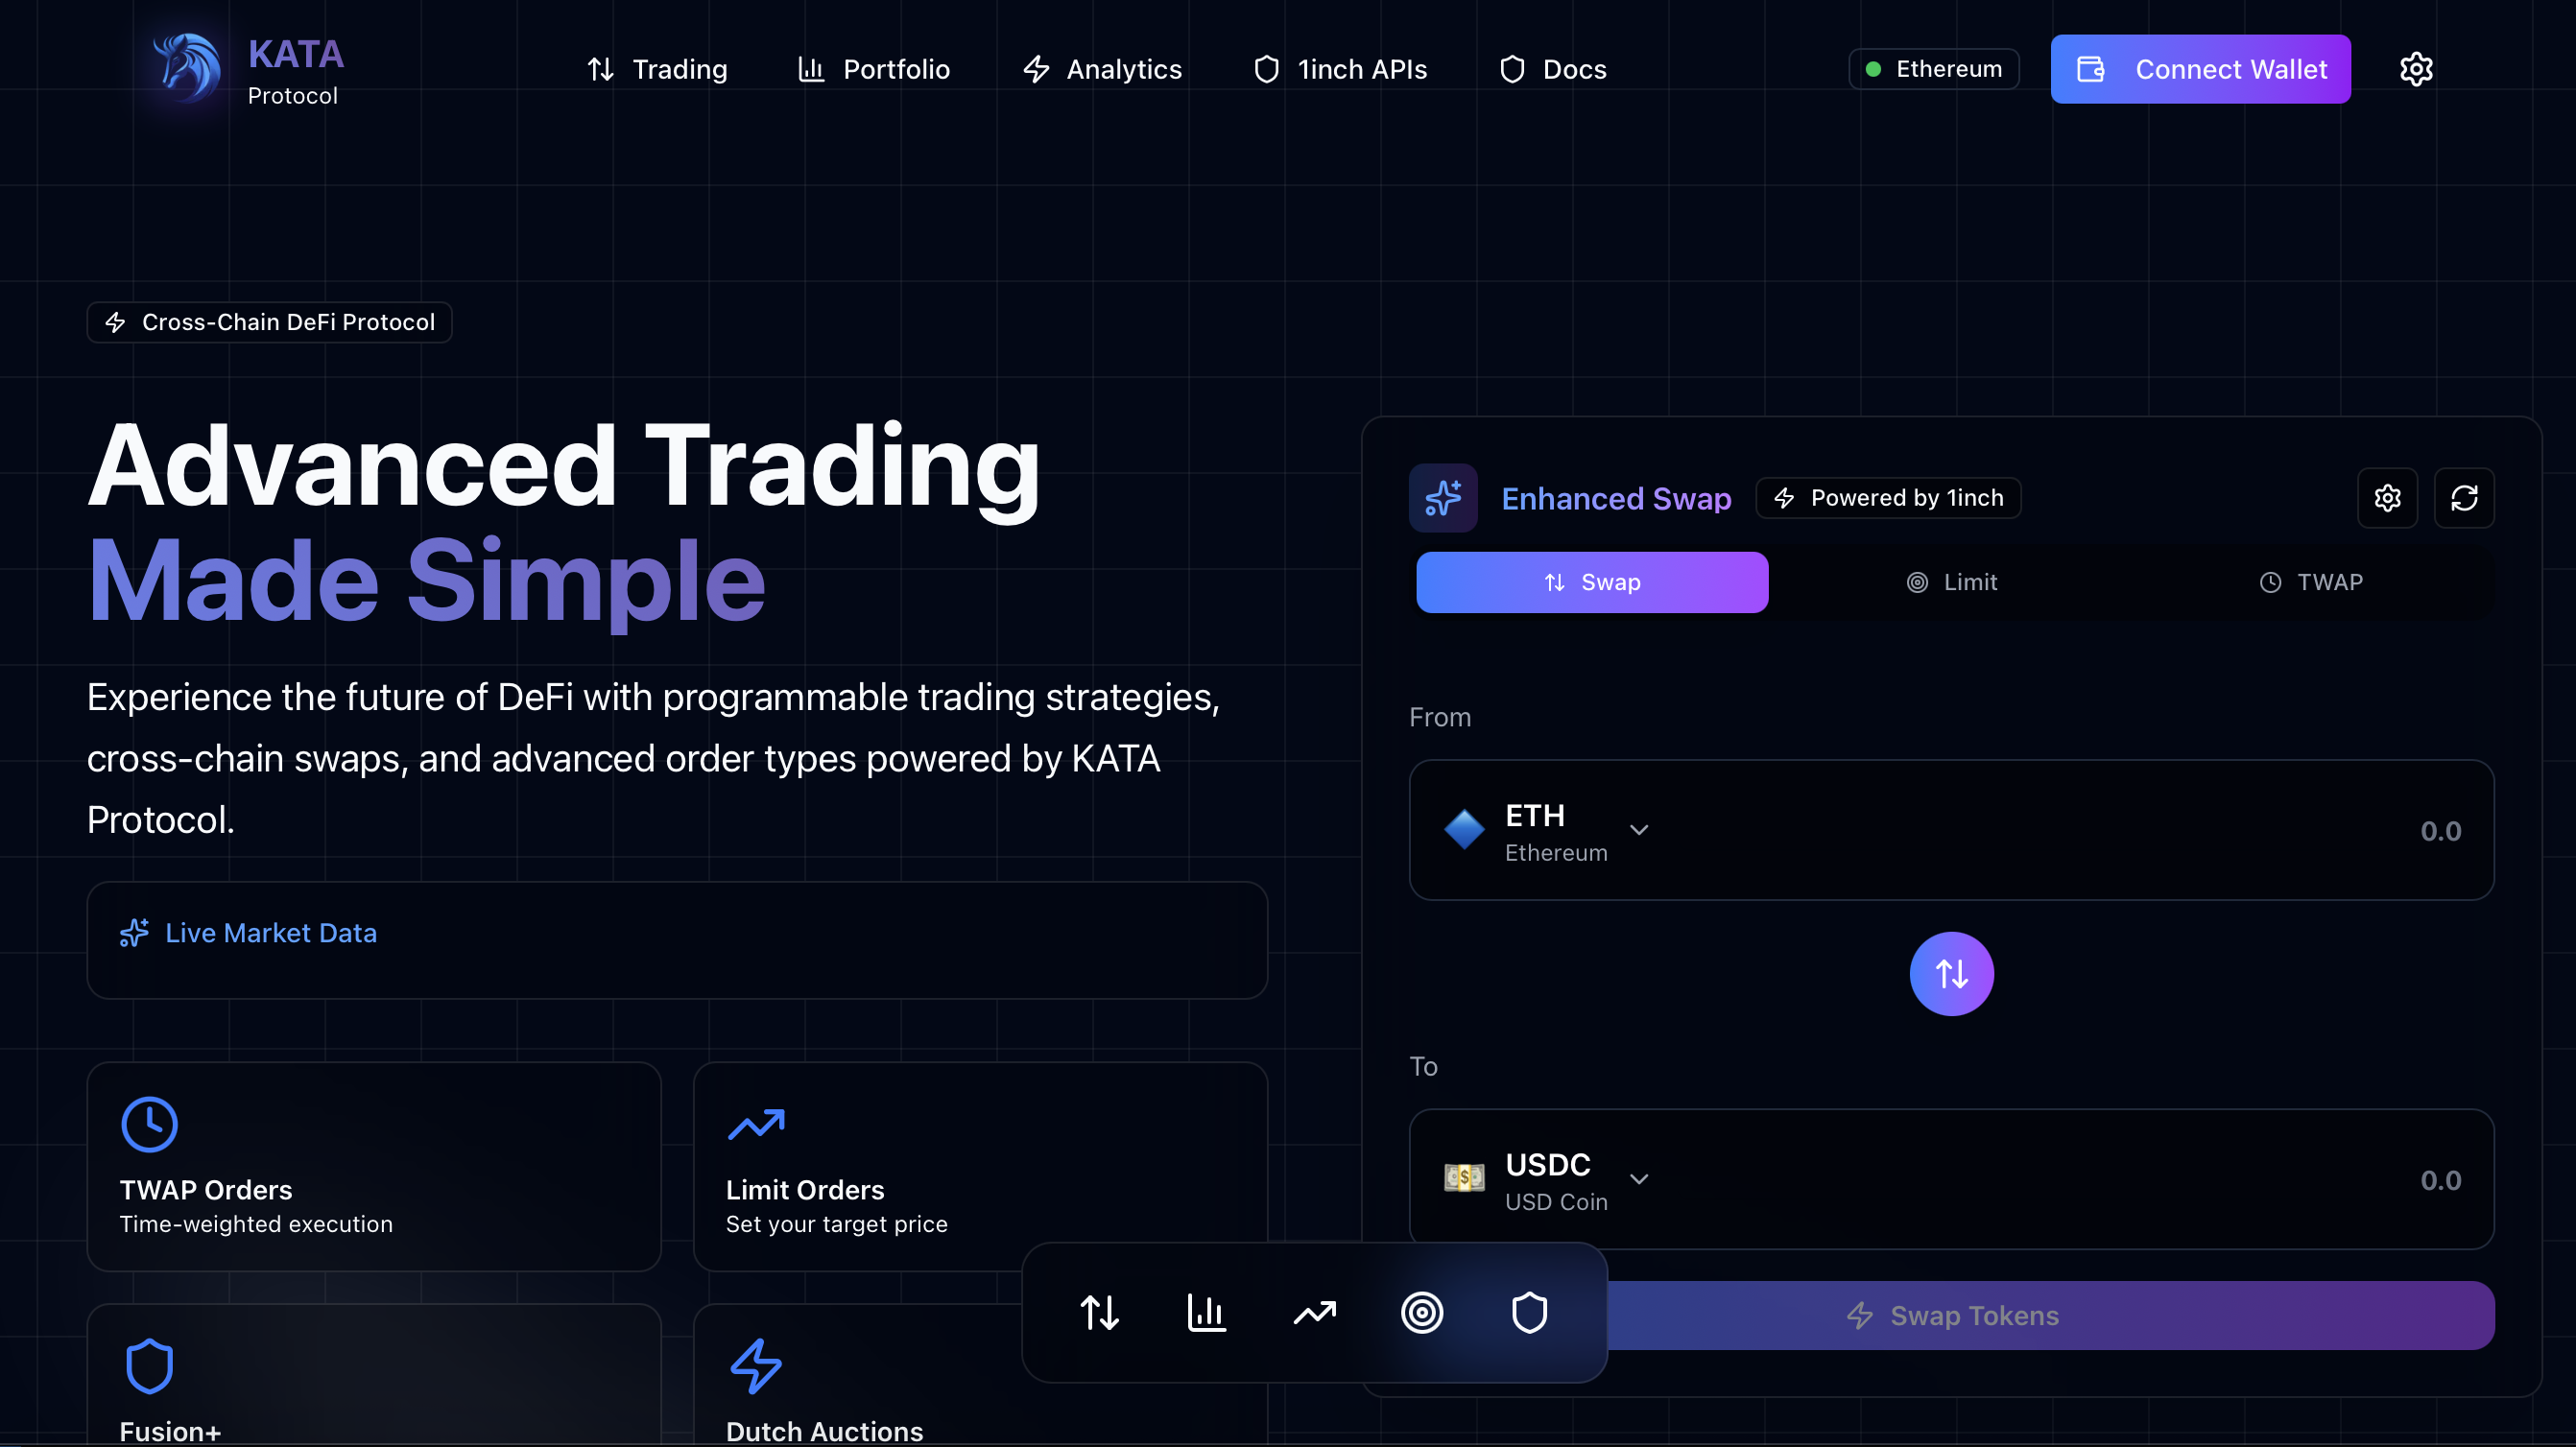 KATA
Protocol
Trading
Portfolio
Analytics
1inch APIs
Docs
Ethereum
Connect Wallet
Cross-Chain DeFi Protocol
Advanced Trading
Made Simple
Experience the future of DeFi with programmable trading strategies,
cross-chain swaps, and advanced order types powered by KATA
Protocol.
Live Market Data
TWAP Orders
Time-weighted execution
Limit Orders
Set your target price
Fusion+
Dutch Auctions
Enhanced Swap
Powered by 1inch
Swap
Limit
TWAP
From
ETH
Ethereum
0.0
To
USDC
USD Coin
0.0
Swap Tokens